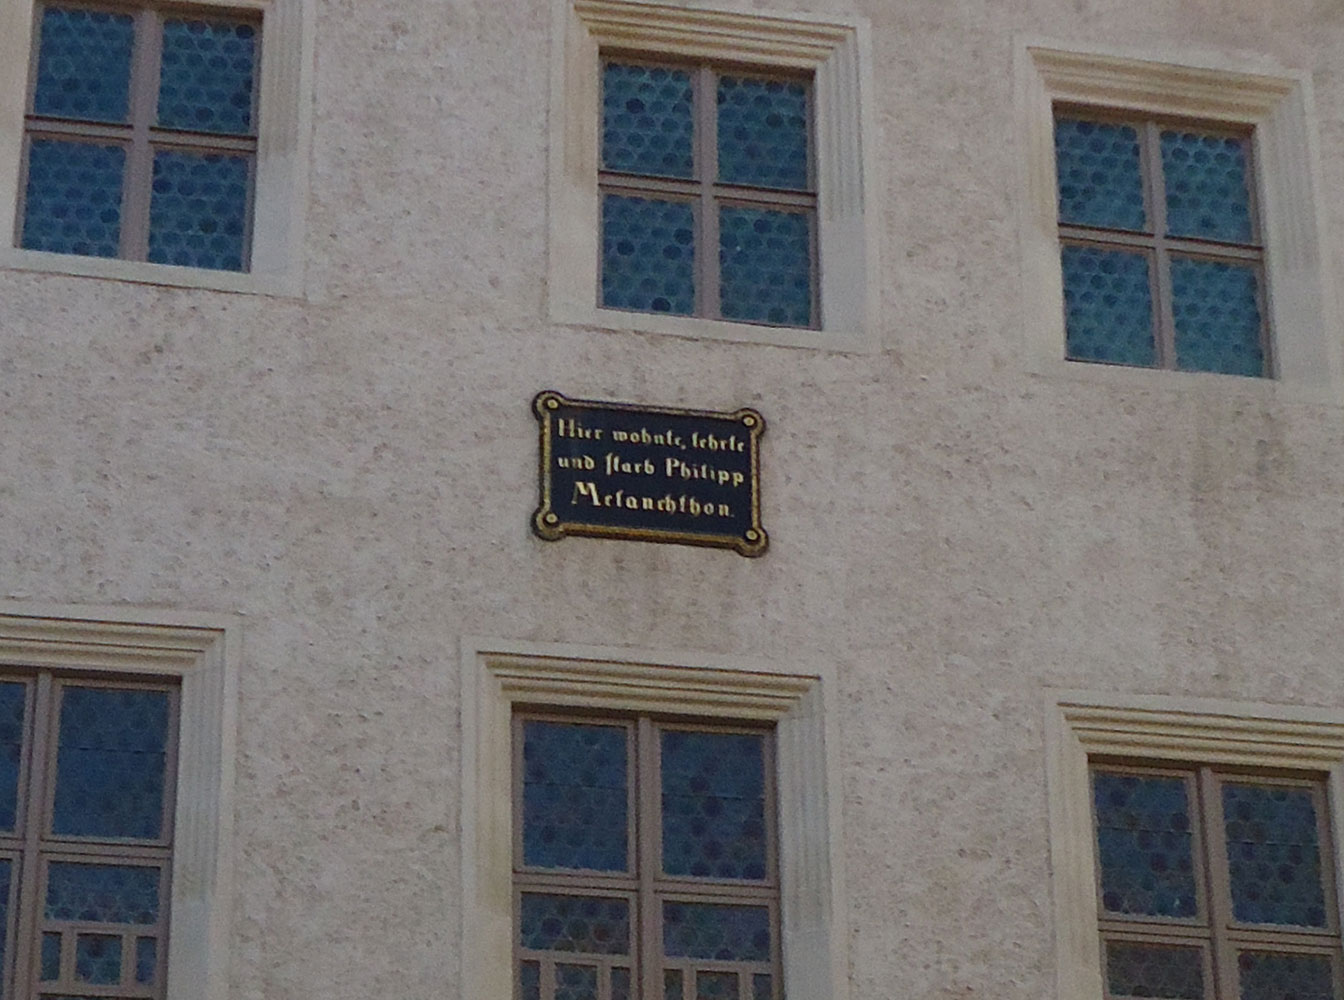 Hier wohnte, lehrte
und starb Philipp
Melanchthon.